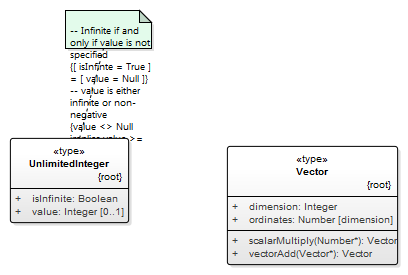 -- Infinite if and
only if value is not
specified
{[ isInfinte = True ]
= [ value = Null ]}
-- value is either
infinite or non-
negative
{value <> Null
implies value >=
«type»
UnlimitedInteger
{root}
+ isInfinite: Boolean
+ value: Integer [0..1]
«type»
Vector
{root}
+ dimension: Integer
+ ordinates: Number [dimension]
+ scalarMultiply(Number*): Vector
+ vectorAdd(Vector*): Vector